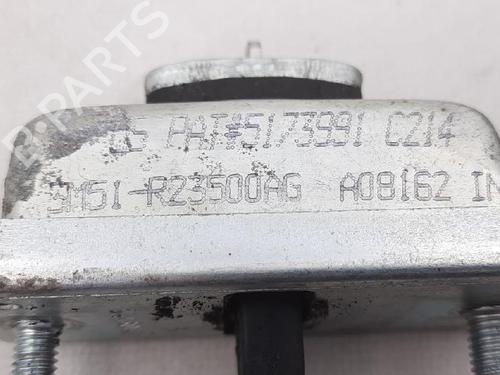 B-PARTS
US PAT#5173991 C214
3M51-R23500AG A08162 IN